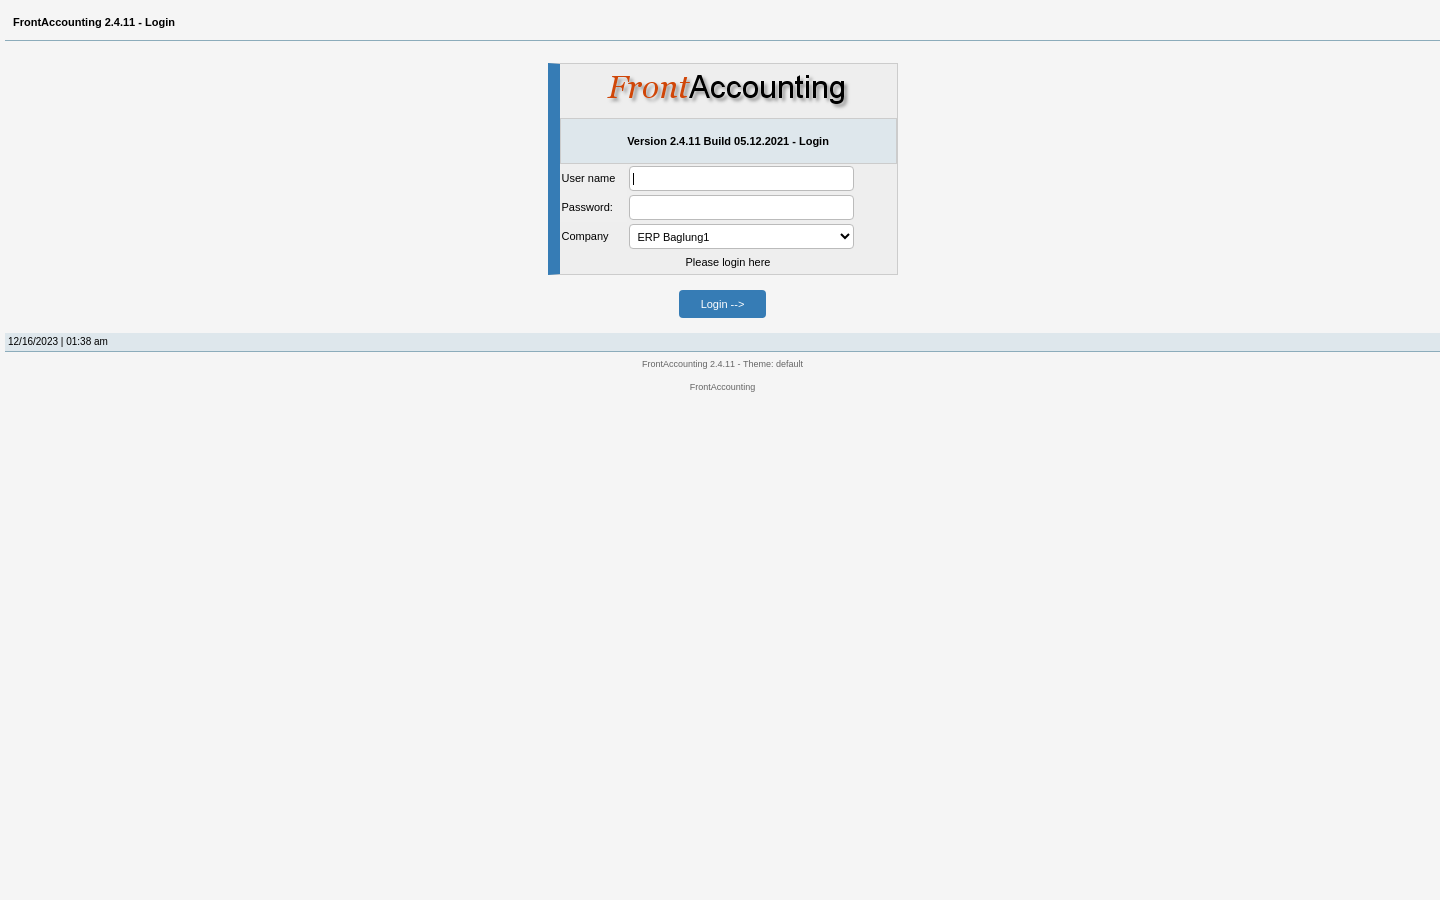 FrontAccounting 2.4.11 - Login
FrontAccounting
Version 2.4.11 Build 05.12.2021 - Login
User name
Password:
Company ERP Baglung1
Please login here
Login -->
12/16/2023 | 01:38 am
FrontAccounting 2.4.11 - Theme: default
FrontAccounting